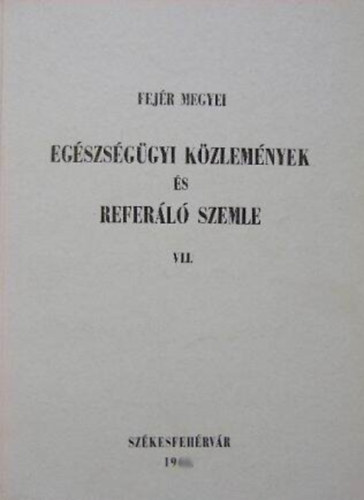 FEJÉR MEGYEI
EGÉSZSÉGÜGYI KÖZLEMÉNYEK
ÉS
REFERÁLÓ SZEMLE
VII.
SZÉKESFEHÉRVÁR